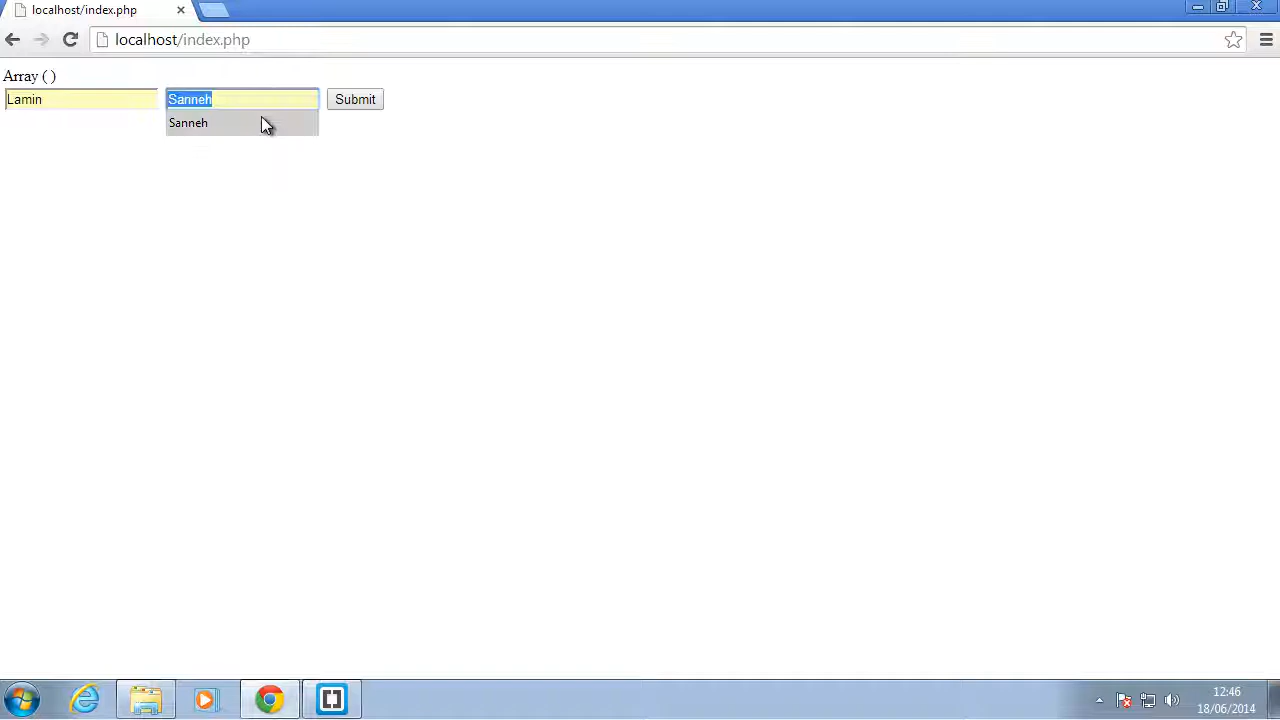 localhost/index.php
localhost/index.php
Array ( )
Lamin Sanneh Submit
Sanneh
12:46
18/06/2014